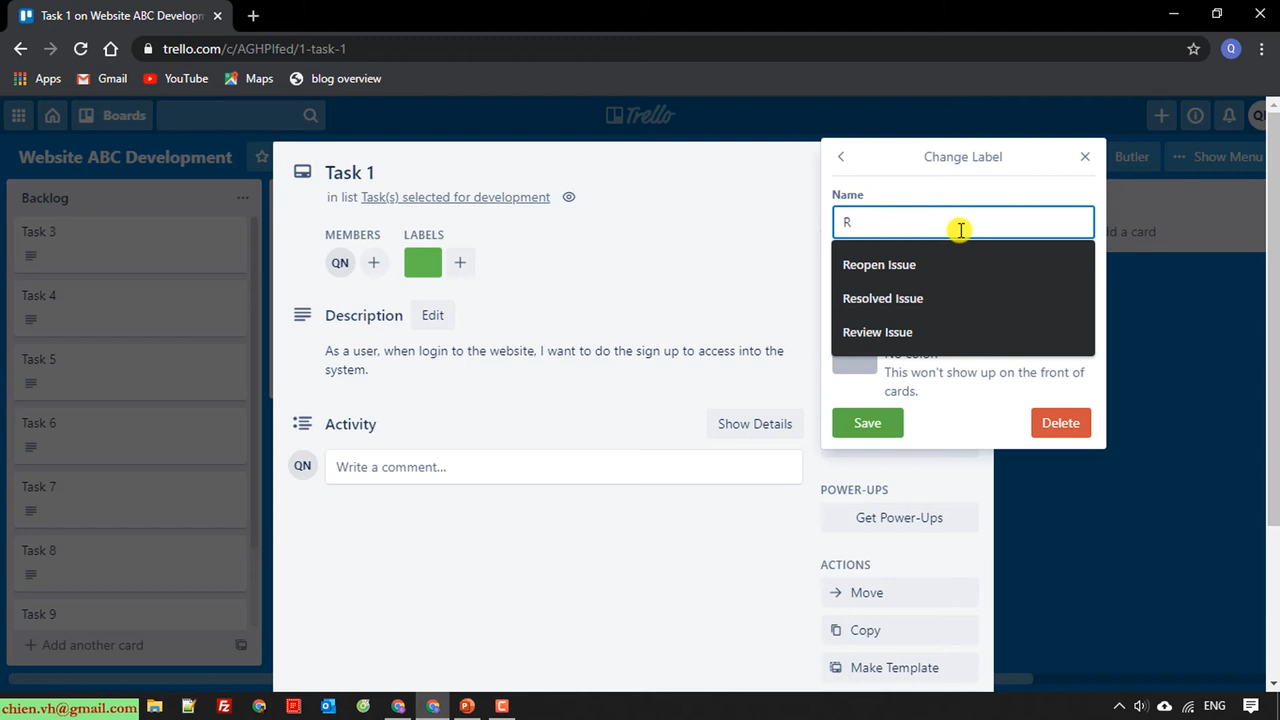 Task 1 on Website ABC Developm
trello.com/c/AGHPlfed/1-task-1
Q
Apps
Gmail
YouTube
Maps
blog overview
Boards
Trello
Website ABC Development
Butler
Show Menu
Backlog
Task 3
Task 4
Task 5
Task 6
Task 7
Task 8
Task 9
Add another card
Task 1
in list Task(s) selected for development
MEMBERS
LABELS
QN
Description
Edit
As a user, when login to the website, I want to do the sign up to access into the
system.
Activity
Show Details
QN
Write a comment...
Change Label
Name
R
Reopen Issue
Resolved Issue
Review Issue
This won't show up on the front of
cards.
Save
Delete
d a card
POWER-UPS
Get Power-Ups
ACTIONS
Move
Copy
Make Template
chien.vh@gmail.com
ENG